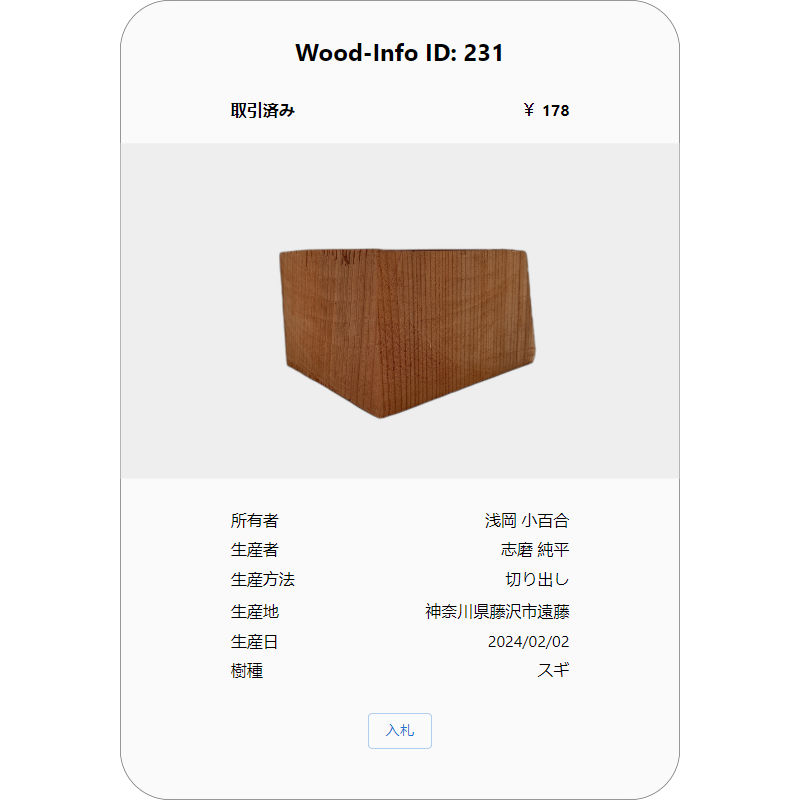 Wood-Info ID: 231
取引済み ￥ 178
所有者 浅岡 小百合
生産者 志磨 純平
生産方法 切り出し
生産地 神奈川県藤沢市遠藤
生産日 2024/02/02
樹種 スギ
入札